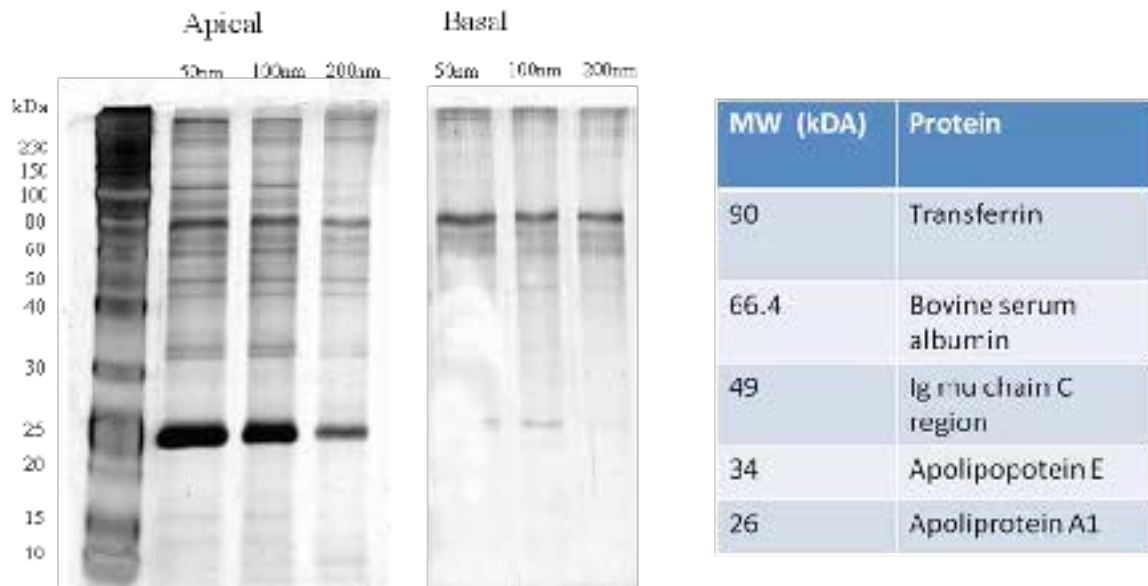 Apical Basal
50nm 100nm 200nm 50nm 100nm 200nm
kDa
230
150
100
80
60
50
40
30
25
20
15
10
MW (kDA) Protein
90 Transferrin
66.4 Bovine serum
albumin
49 Ig mu chain C
region
34 Apolipopotein E
26 Apoliprotein A1